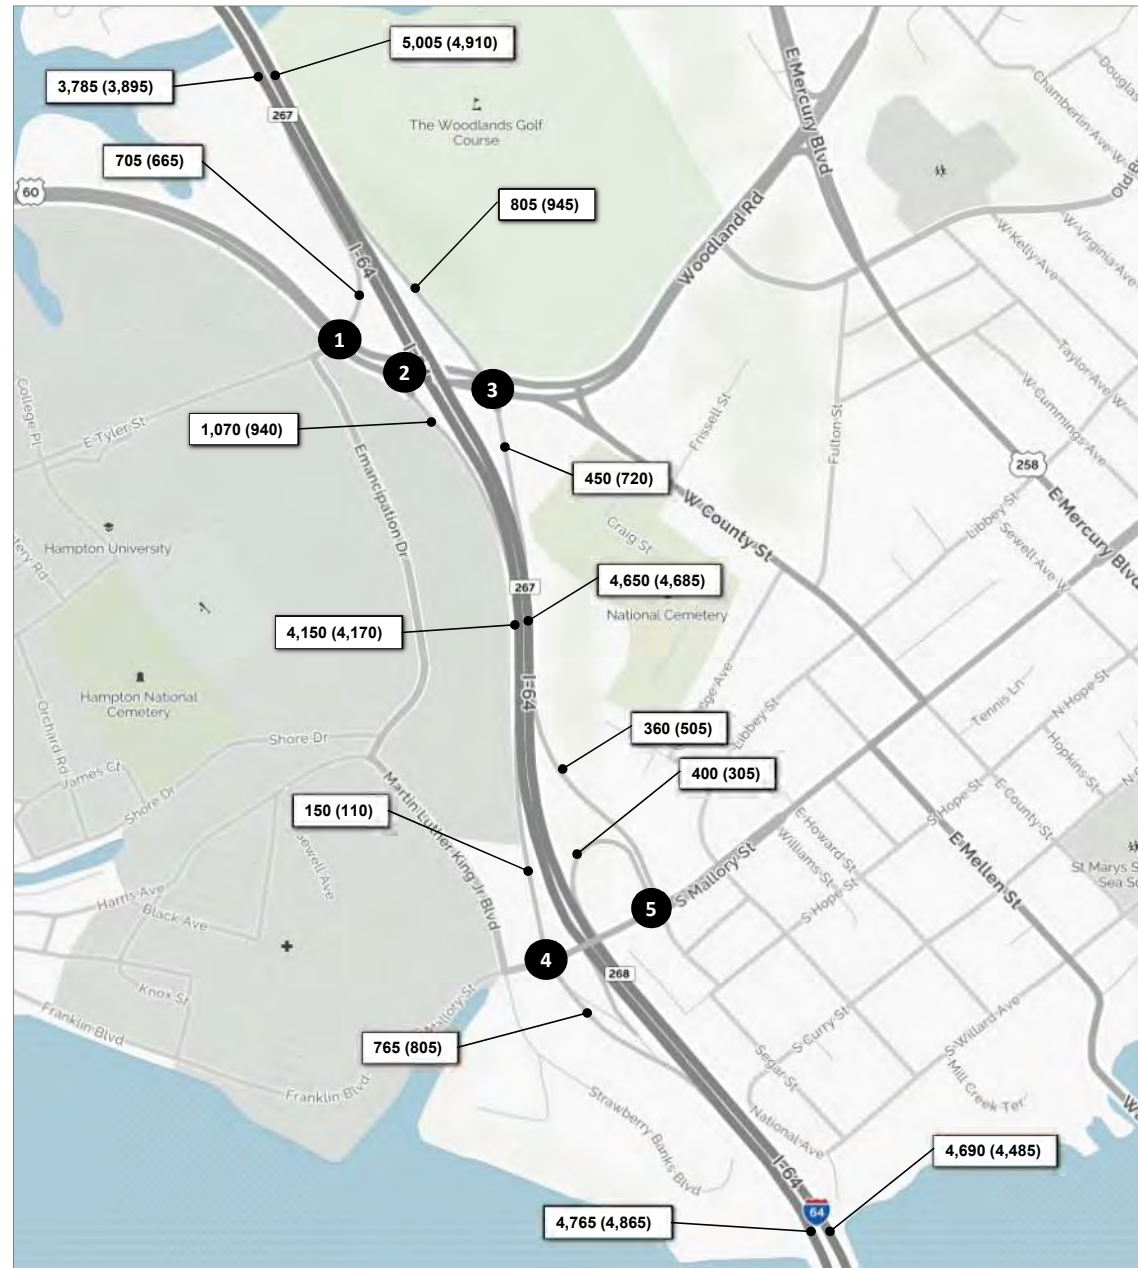 5,005 (4,910)
3,785 (3,895)
267
The Woodlands Golf
Course
E Mercury Blvd
Chamberlin Ave W
705 (665)
60
805 (945)
Woodland Rd
W Kelly Ave
W Virginia Ave
I-64
1
2
3
College Pl
E Tyler St
1,070 (940)
Emancipation Dr
450 (720)
Frissell St
Fulton St
Taylor Ave W
W Cummings Ave
258
E Mercury Blvd
Libbey St
Sewell Ave W
W County St
Craig St
Hampton University
267
4,650 (4,685)
National Cemetery
4,150 (4,170)
I-64
Hampton National
Cemetery
Orchard Rd
Shore Dr
James Ct
Shore Dr
360 (505)
400 (305)
Libbey St
Tennis Ln
N Hope St
Hopkins St
150 (110)
Martin Luther King Jr Blvd
S Hope St
E County St
E Howard St
Williams St
S Hope St
E Mellen St
S Mallory St
Harris Ave
Black Ave
5
4
268
Knox St
Franklin Blvd
Franklin Blvd
765 (805)
S Curry St
S Willard Ave
Segar St
Mill Creek Ter
National Ave
Strawberry Banks Blvd
I-64
4,690 (4,485)
64
4,765 (4,865)